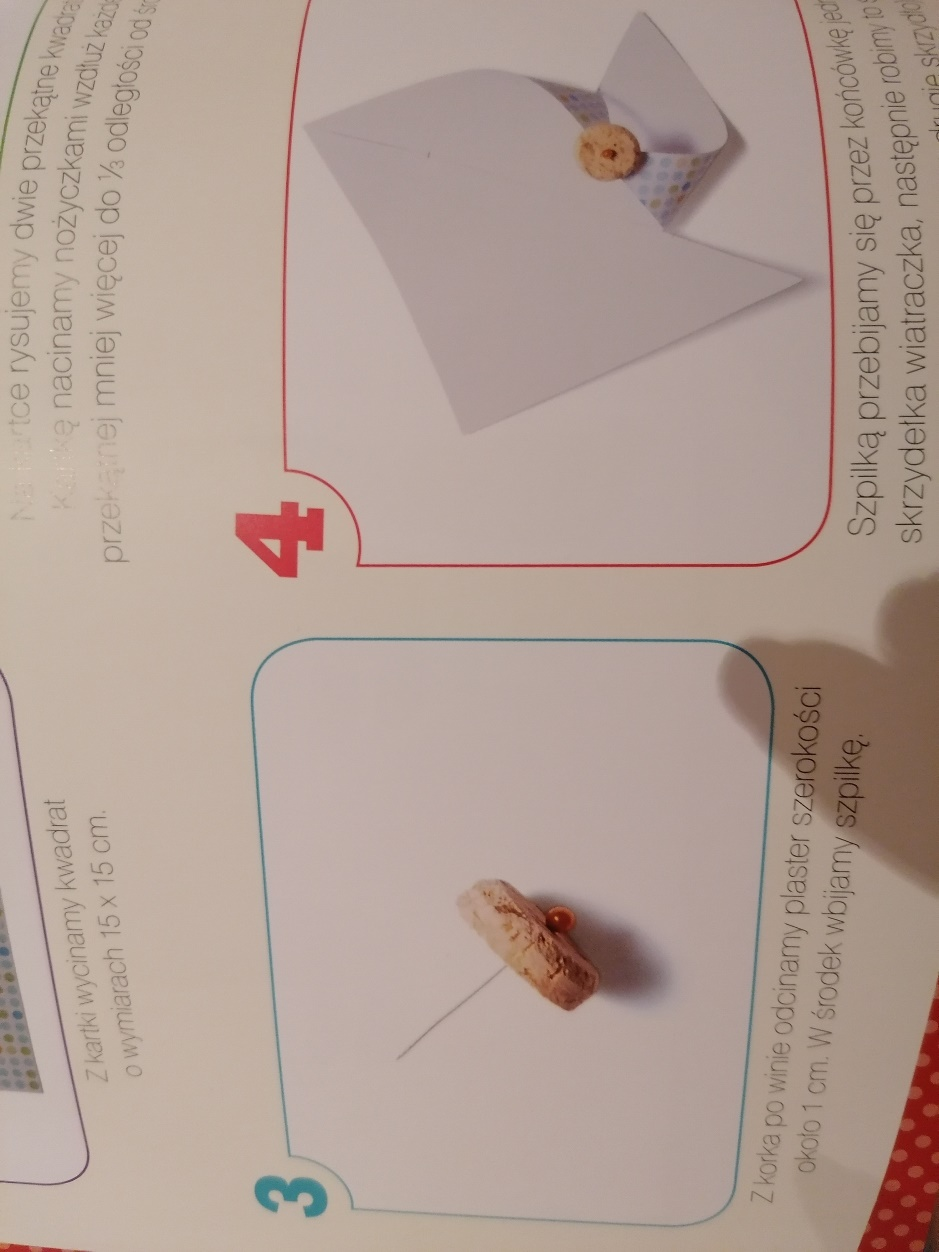 Z kartki wycinamy kwadrat
o wymiarach 15 x 15 cm.
rysujemy dwie przekątne
nacinamy nożyczkami wzdłuż
przekątnej mniej więcej do ⅓ odległości od
3
Z korka po winie odcinamy plaster szerokości
około 1 cm. W środek wbijamy szpilkę.
4
Szpilką przebijamy się przez końcówkę
skrzydełka wiatraczka, następnie robimy to